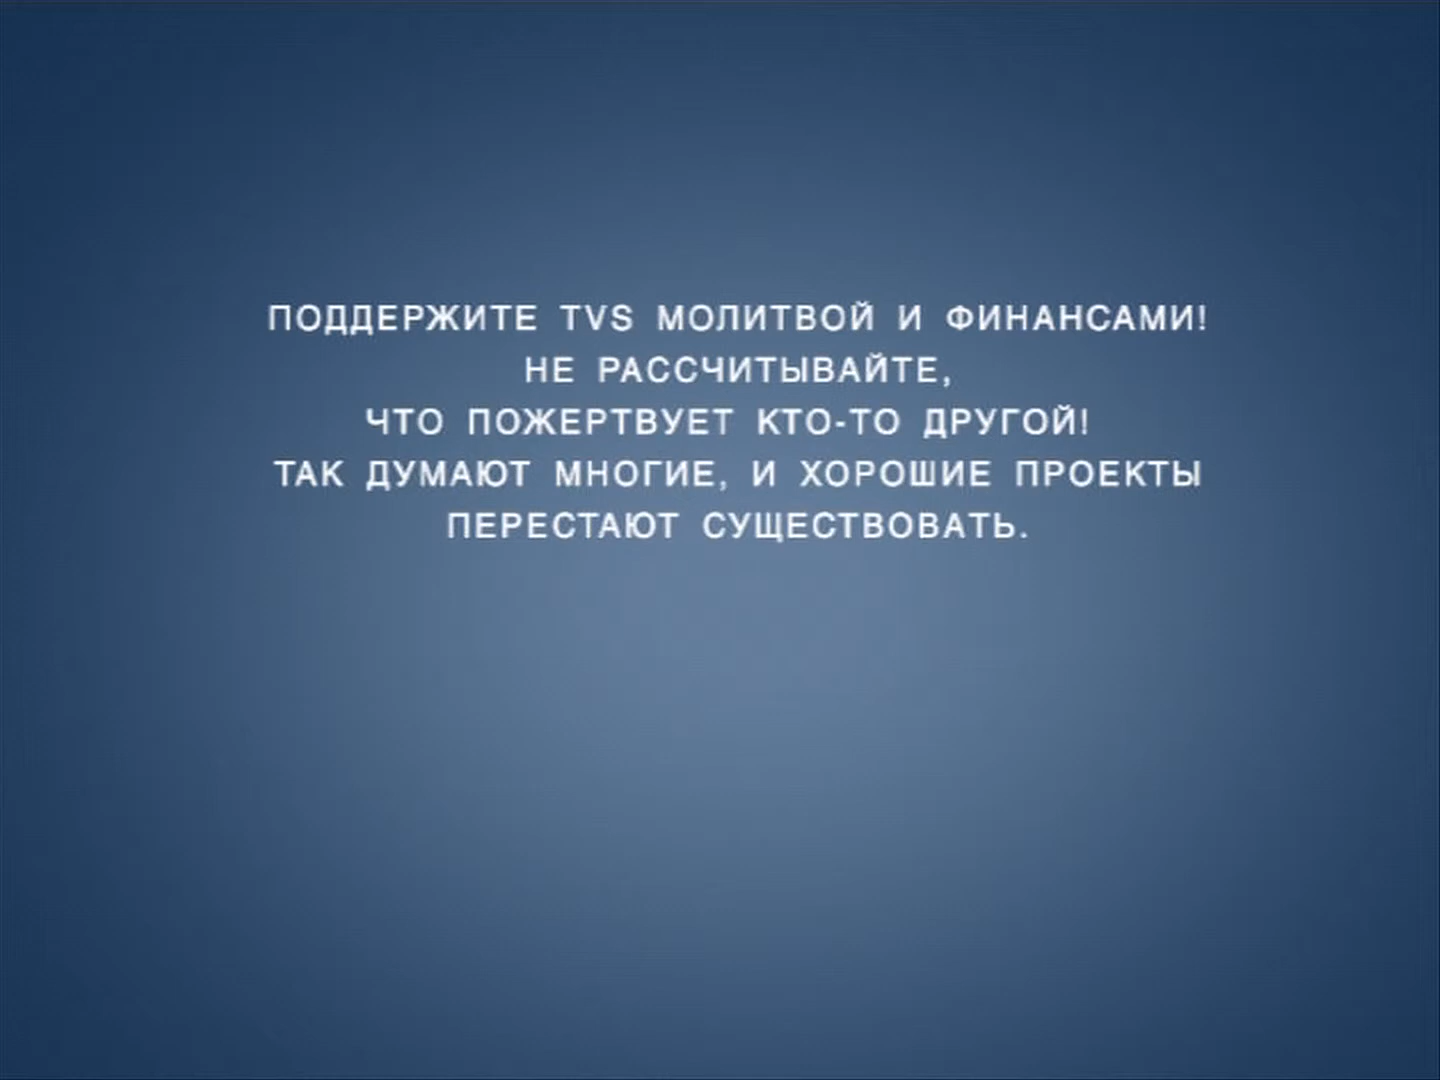 ПОДДЕРЖИТЕ TVS МОЛИТВОЙ И ФИНАНСАМИ!
НЕ РАССЧИТЫВАЙТЕ,
ЧТО ПОЖЕРТВУЕТ КТО-ТО ДРУГОЙ!
ТАК ДУМАЮТ МНОГИЕ, И ХОРОШИЕ ПРОЕКТЫ
ПЕРЕСТАЮТ СУЩЕСТВОВАТЬ.